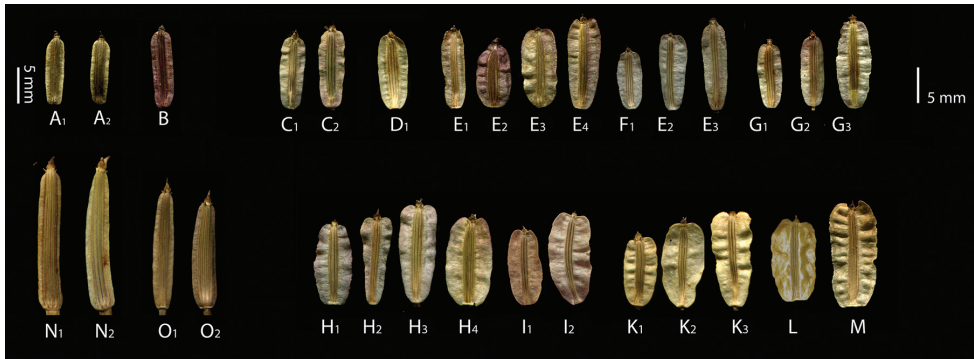 5 mm
A1 A2 B C1 C2 D1 E1 E2 E3 E4 F1 E2 E3 G1 G2 G3
5 mm
N1 N2 O1 O2 H1 H2 H3 H4 I1 I2 K1 K2 K3 L M